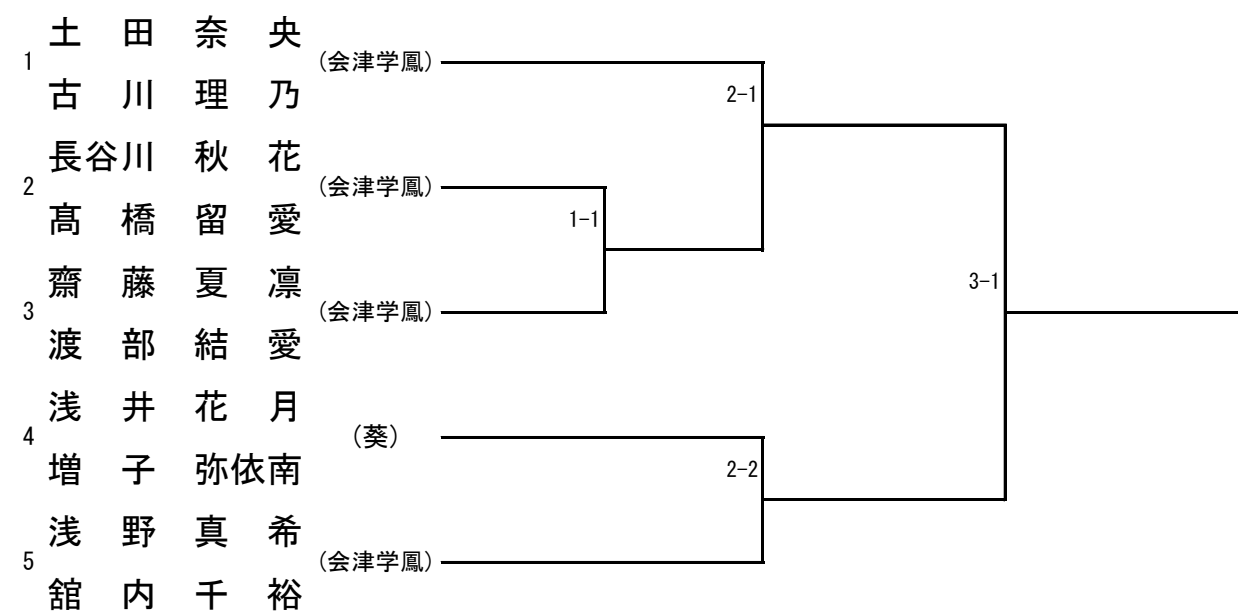 土田奈央
1 (会津学鳳)
古川理乃
2-1
長谷川秋花
2 (会津学鳳)
髙橋留愛
1-1
齋藤夏凛
3 (会津学鳳)
渡部結愛
3-1
浅井花月
4 (葵)
増子弥依南
2-2
浅野真希
5 (会津学鳳)
舘内千裕